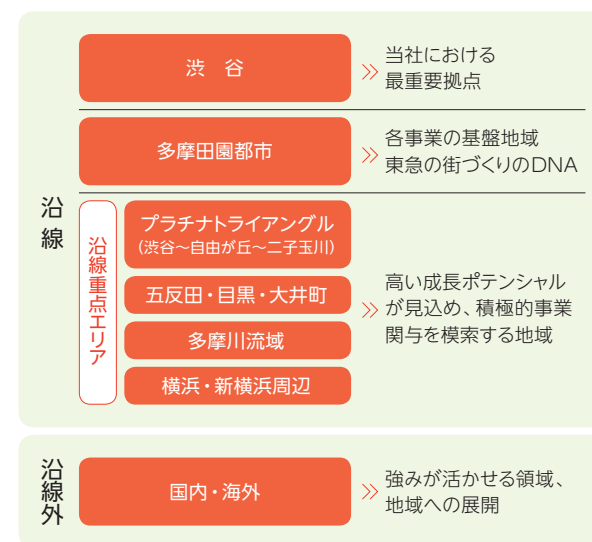 沿線
渋 谷
当社における
最重要拠点
多摩田園都市
各事業の基盤地域
東急の街づくりのDNA
沿線重点エリア
プラチナトライアングル
(渋谷～自由が丘～二子玉川)
五反田・目黒・大井町
多摩川流域
横浜・新横浜周辺
高い成長ポテンシャル
が見込め、積極的事業
関与を模索する地域
沿線外
国内・海外
強みが活かせる領域、
地域への展開